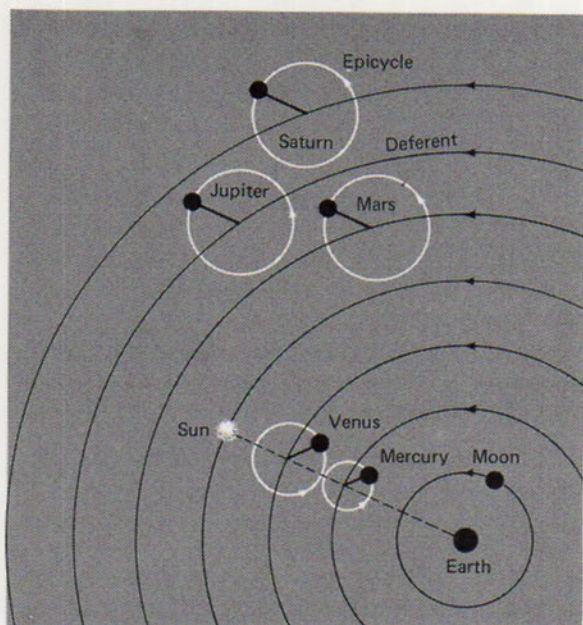 Epicycle
Saturn
Deferent
Jupiter
Mars
Sun
Venus
Mercury
Moon
Earth